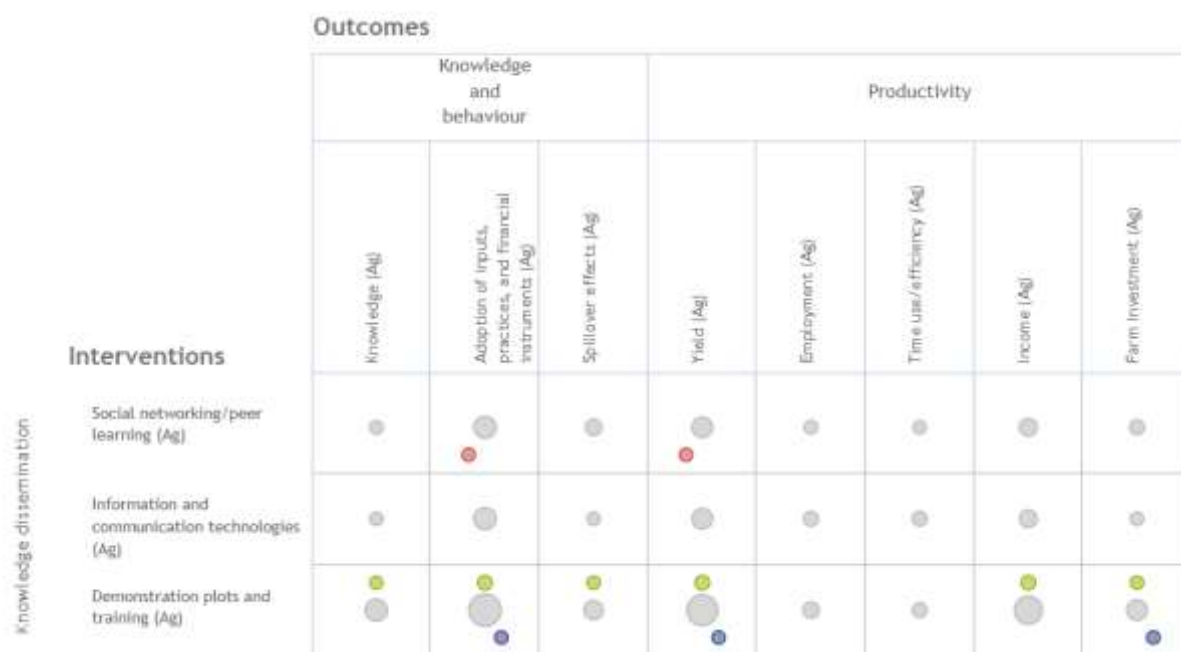 Outcomes
Knowledge
and
behaviour
Productivity
Knowledge (Ag)
Adoption of inputs,
practices, and financial
instruments (Ag)
Spillover effects (Ag)
Yield (Ag)
Employment (Ag)
Time use/efficiency (Ag)
Income (Ag)
Farm Investment (Ag)
Interventions
Knowledge dissemination
Social networking/peer
learning (Ag)
Information and
communication technologies
(Ag)
Demonstration plots and
training (Ag)